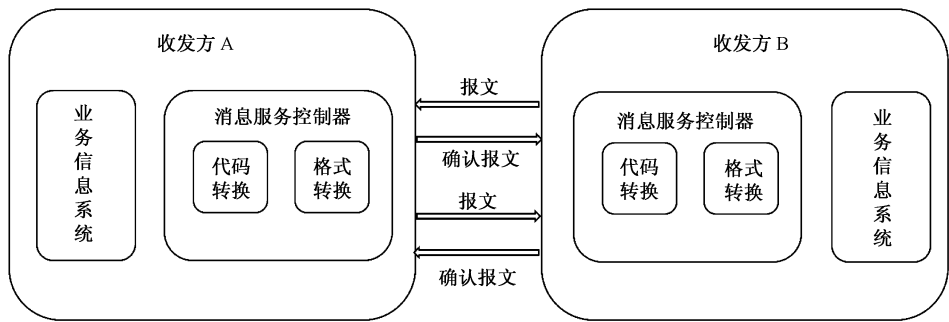 收发方 A
业务信息系统
消息服务控制器
代码
转换
格式
转换
报文
确认报文
报文
确认报文
收发方 B
消息服务控制器
代码
转换
格式
转换
业务信息系统